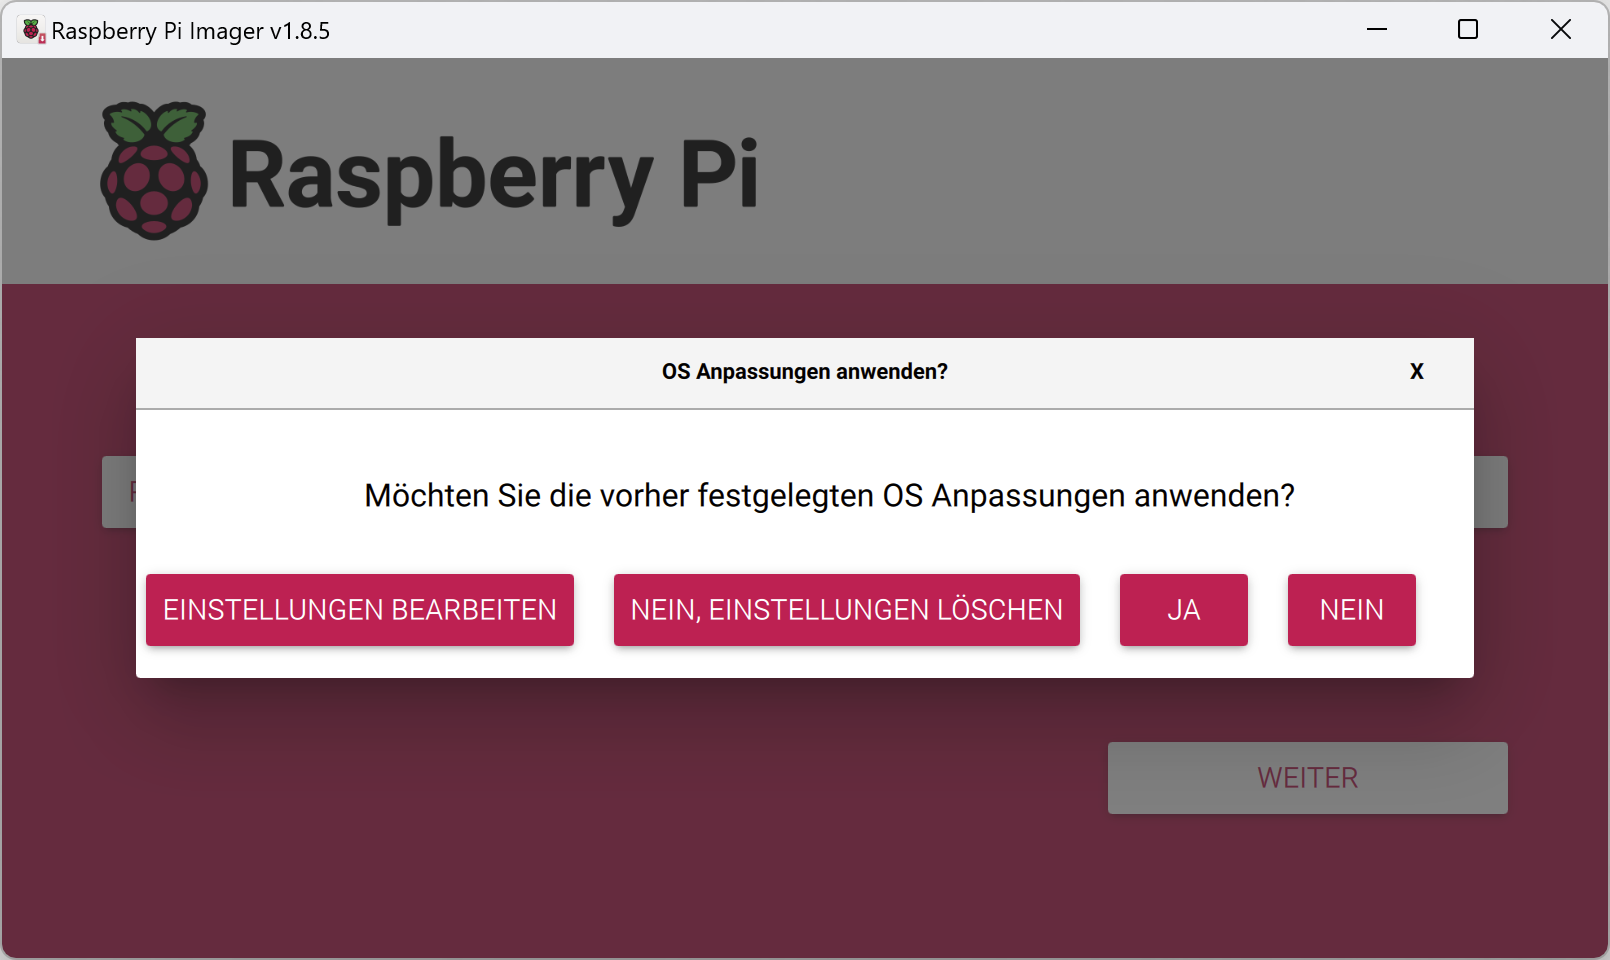 Raspberry Pi Imager v1.8.5
Raspberry Pi
OS Anpassungen anwenden?
X
Möchten Sie die vorher festgelegten OS Anpassungen anwenden?
EINSTELLUNGEN BEARBEITEN
NEIN, EINSTELLUNGEN LÖSCHEN
JA
NEIN
WEITER